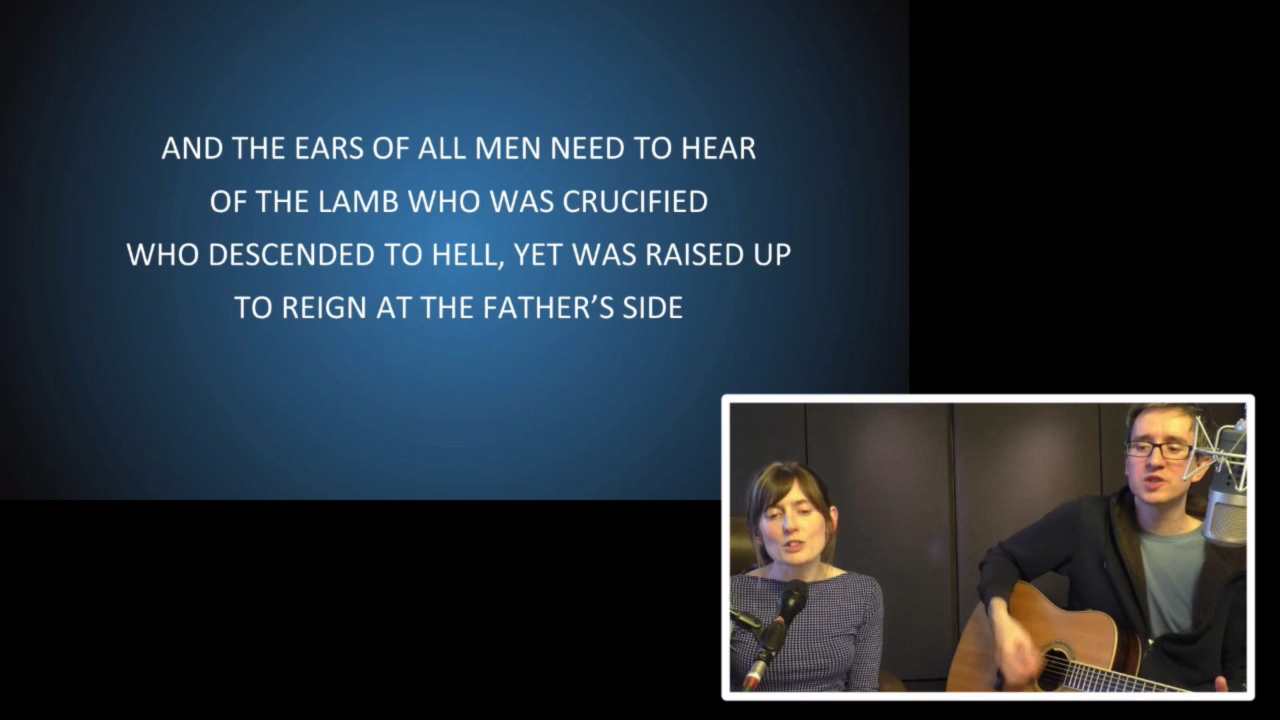 AND THE EARS OF ALL MEN NEED TO HEAR
OF THE LAMB WHO WAS CRUCIFIED
WHO DESCENDED TO HELL, YET WAS RAISED UP
TO REIGN AT THE FATHER’S SIDE